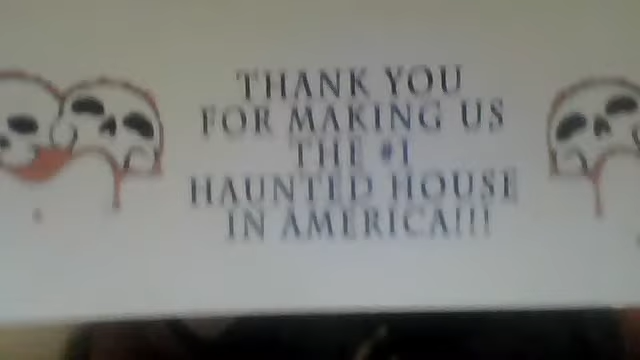 THANK YOU
FOR MAKING US
THE #1
HAUNTED HOUSE
IN AMERICA!!!